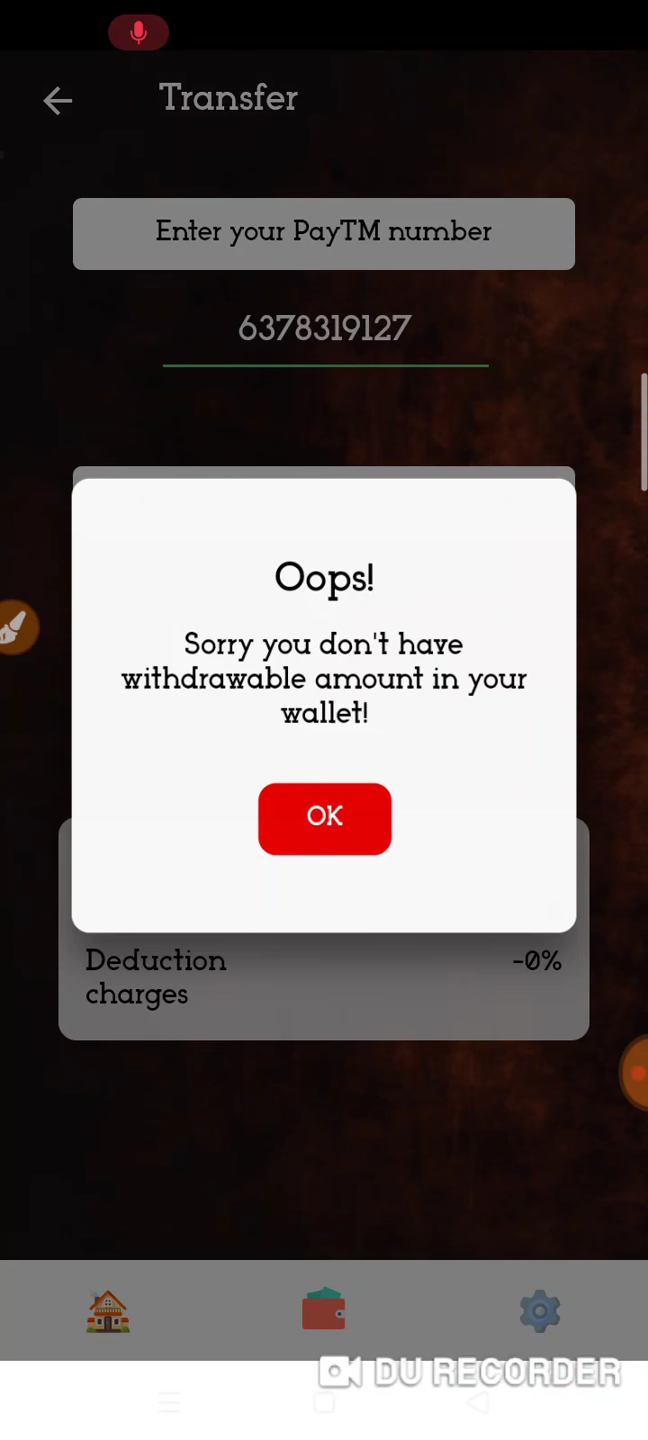 Transfer
Enter your PayTM number
6378319127
Oops!
Sorry you don't have
withdrawable amount in your
wallet!
OK
Deduction
charges
-0%
DU RECORDER